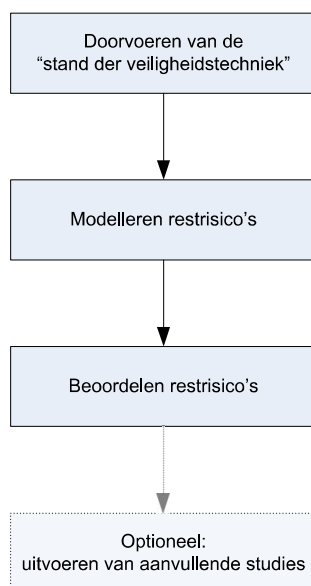 Doorvoeren van de
“stand der veiligheidstechniek”
Modelleren restrisico’s
Beoordelen restrisico’s
Optioneel:
uitvoeren van aanvullende studies